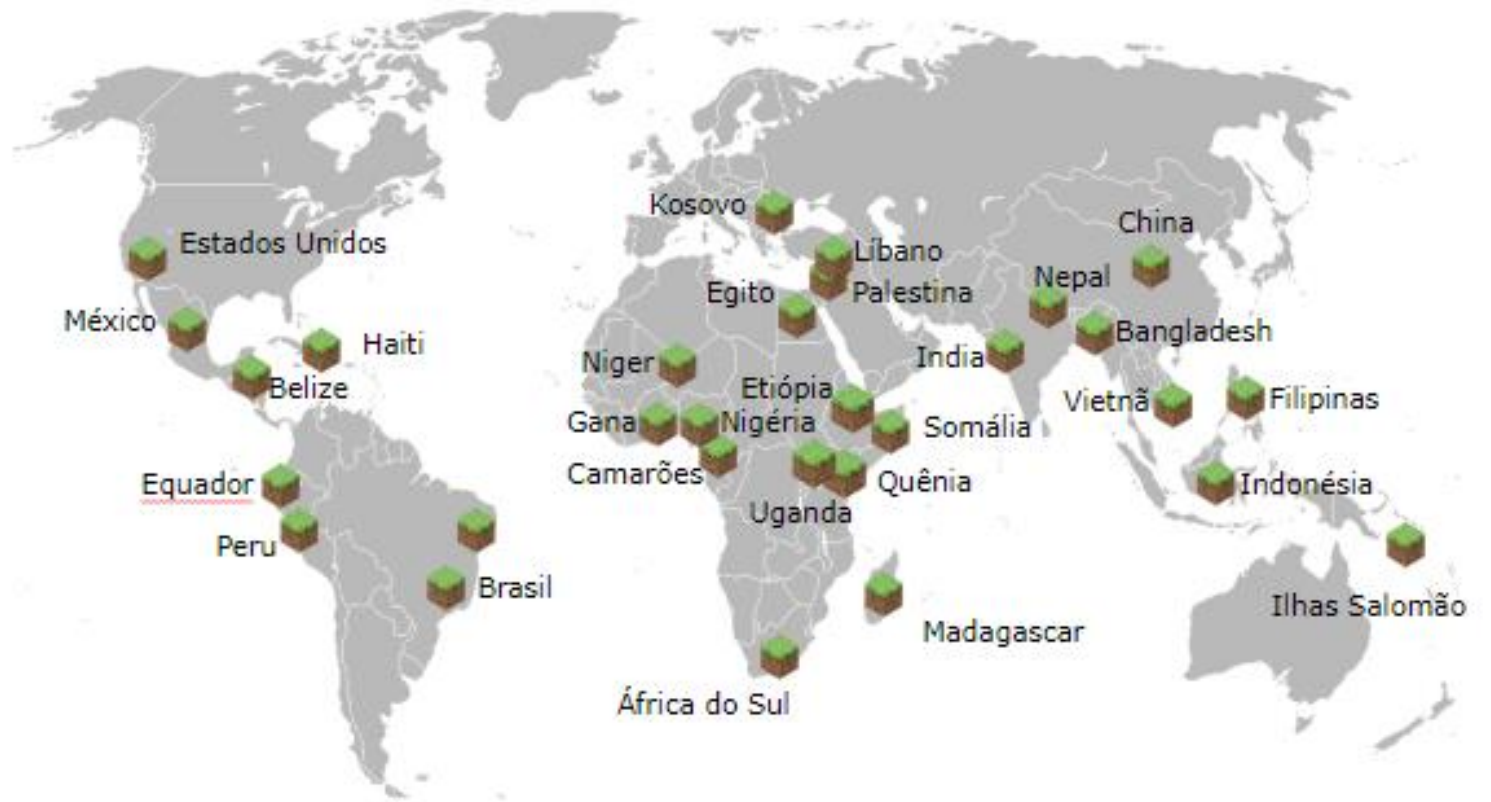 Kosovo
China
Estados Unidos
Líbano
Nepal
Egito
Palestina
México
Bangladesh
Haiti
Niger
India
Belize
Etiópia
Vietnã
Filipinas
Gana
Nigéria
Somália
Camarões
Equador
Quênia
Indonésia
Uganda
Peru
Brasil
Ilhas Salomão
Madagascar
África do Sul